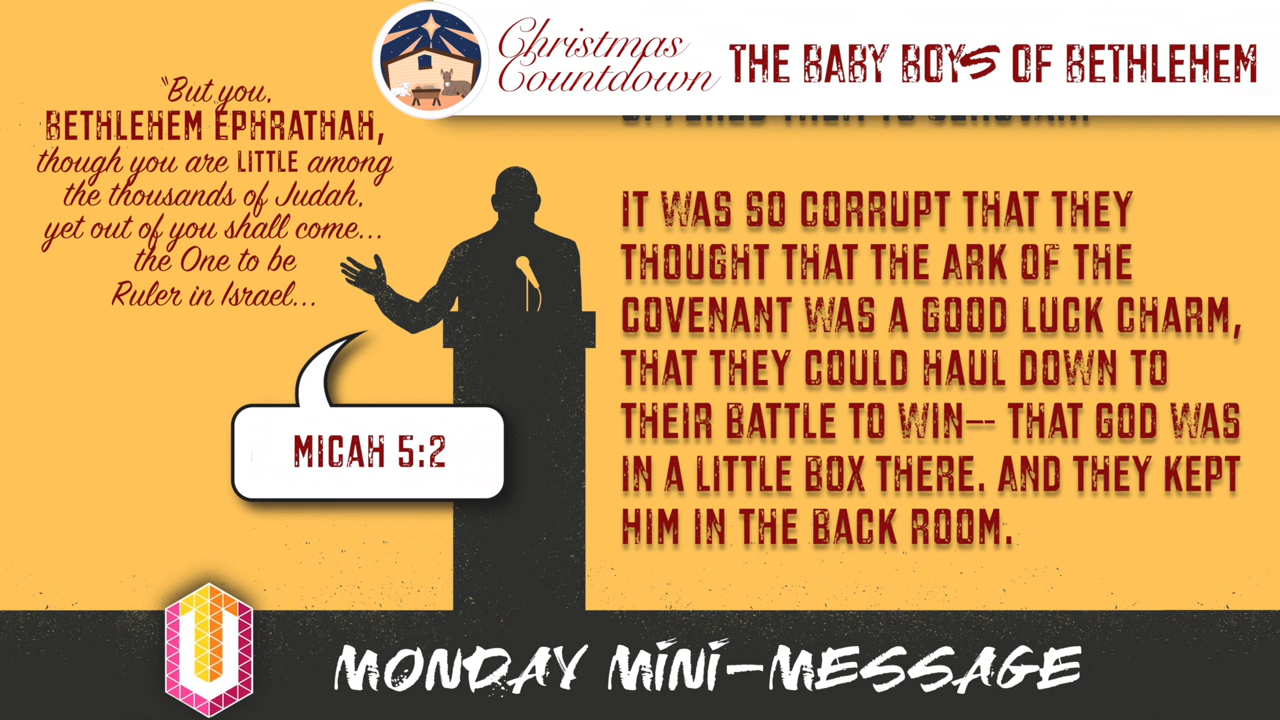 Christmas
Countdown
THE BABY BOYS OF BETHLEHEM
"But you,
BETHLEHEM EPHRATHAH,
though you are LITTLE among
the thousands of Judah,
yet out of you shall come...
the One to be
Ruler in Israel...
MICAH 5:2
OFFERED THEM TO JEHOVAH!
IT WAS SO CORRUPT THAT THEY
THOUGHT THAT THE ARK OF THE
COVENANT WAS A GOOD LUCK CHARM,
THAT THEY COULD HAUL DOWN TO
THEIR BATTLE TO WIN-- THAT GOD WAS
IN A LITTLE BOX THERE. AND THEY KEPT
HIM IN THE BACK ROOM.
U
MONDAY MINI-MESSAGE